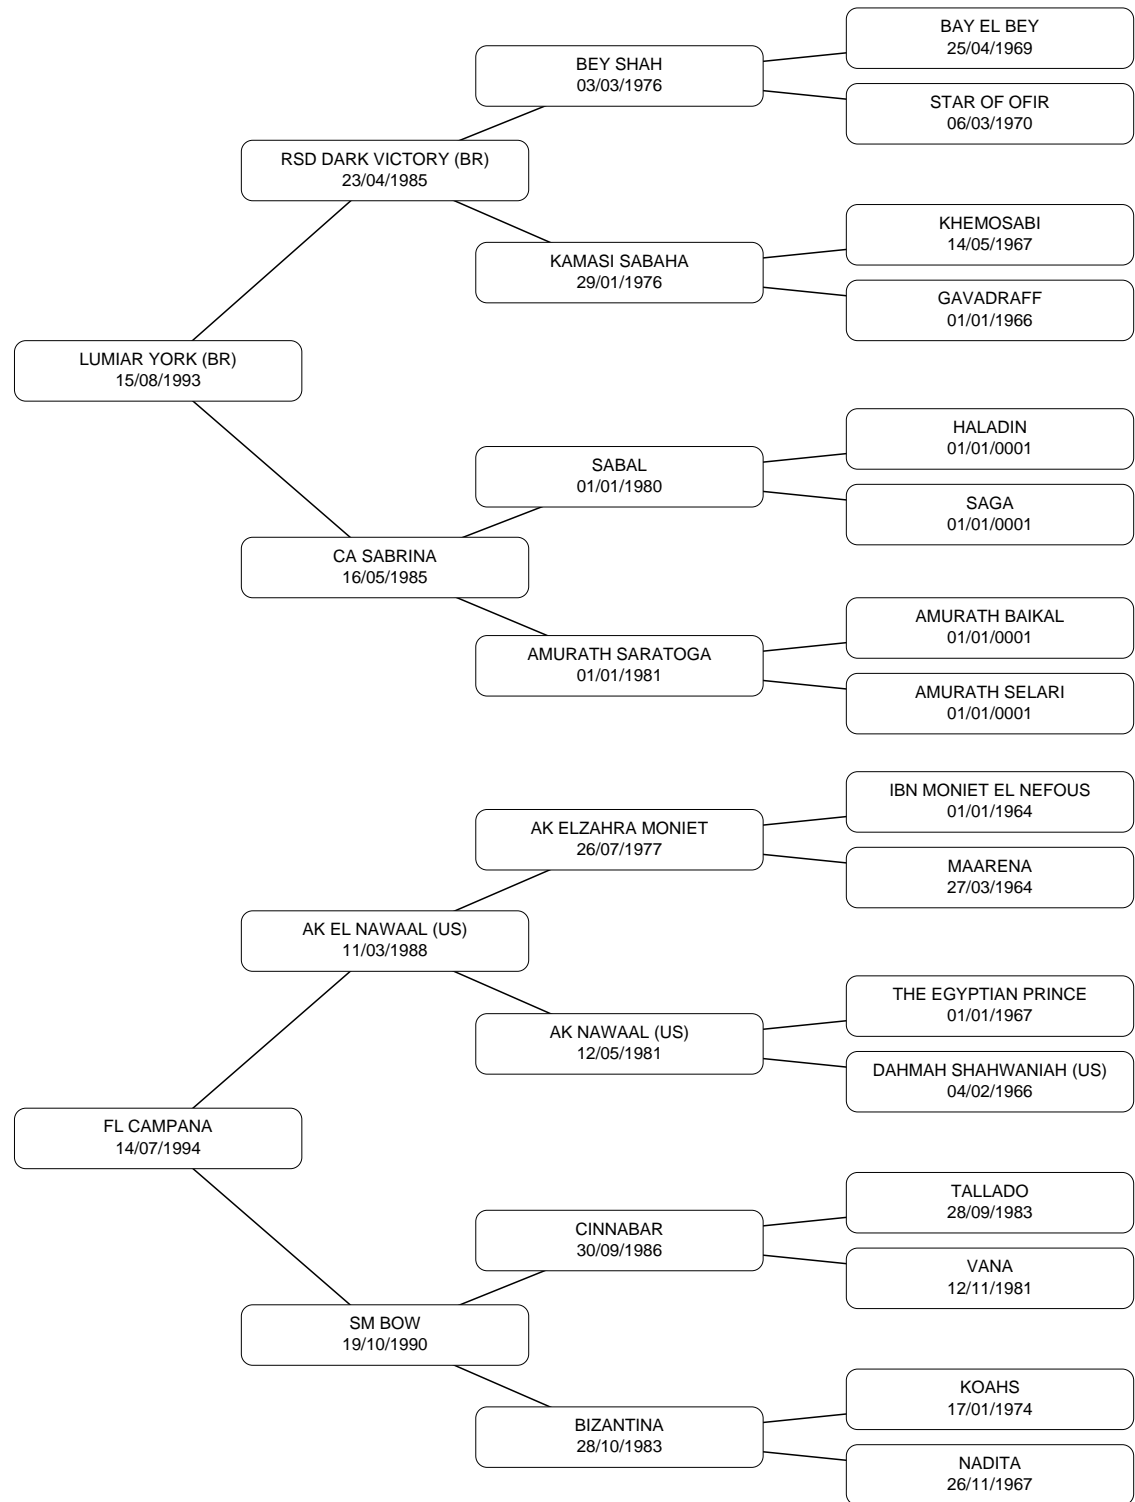 BAY EL BEY
25/04/1969
BEY SHAH
03/03/1976
STAR OF OFIR
06/03/1970
RSD DARK VICTORY (BR)
23/04/1985
KHEMOSABI
14/05/1967
KAMASI SABAHA
29/01/1976
GAVADRAFF
01/01/1966
LUMIAR YORK (BR)
15/08/1993
HALADIN
01/01/0001
SABAL
01/01/1980
SAGA
01/01/0001
CA SABRINA
16/05/1985
AMURATH BAIKAL
01/01/0001
AMURATH SARATOGA
01/01/1981
AMURATH SELARI
01/01/0001
IBN MONIET EL NEFOUS
01/01/1964
AK ELZAHRA MONIET
26/07/1977
MAARENA
27/03/1964
AK EL NAWAAL (US)
11/03/1988
THE EGYPTIAN PRINCE
01/01/1967
AK NAWAAL (US)
12/05/1981
DAHMAH SHAHWANIAH (US)
04/02/1966
FL CAMPANA
14/07/1994
TALLADO
28/09/1983
CINNABAR
30/09/1986
VANA
12/11/1981
SM BOW
19/10/1990
KOAHS
17/01/1974
BIZANTINA
28/10/1983
NADITA
26/11/1967